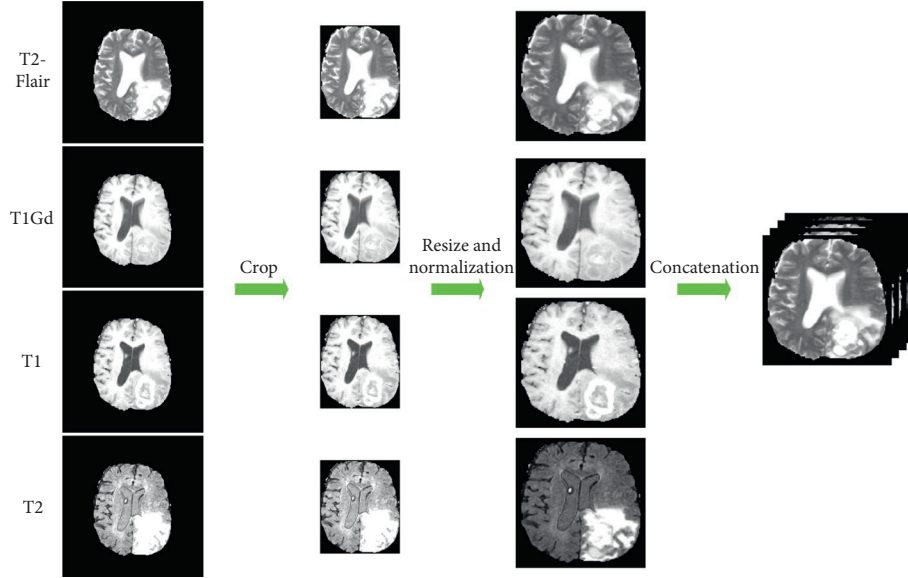 T2-
Flair
T1Gd
Crop
Resize and
normalization
Concatenation
T1
T2